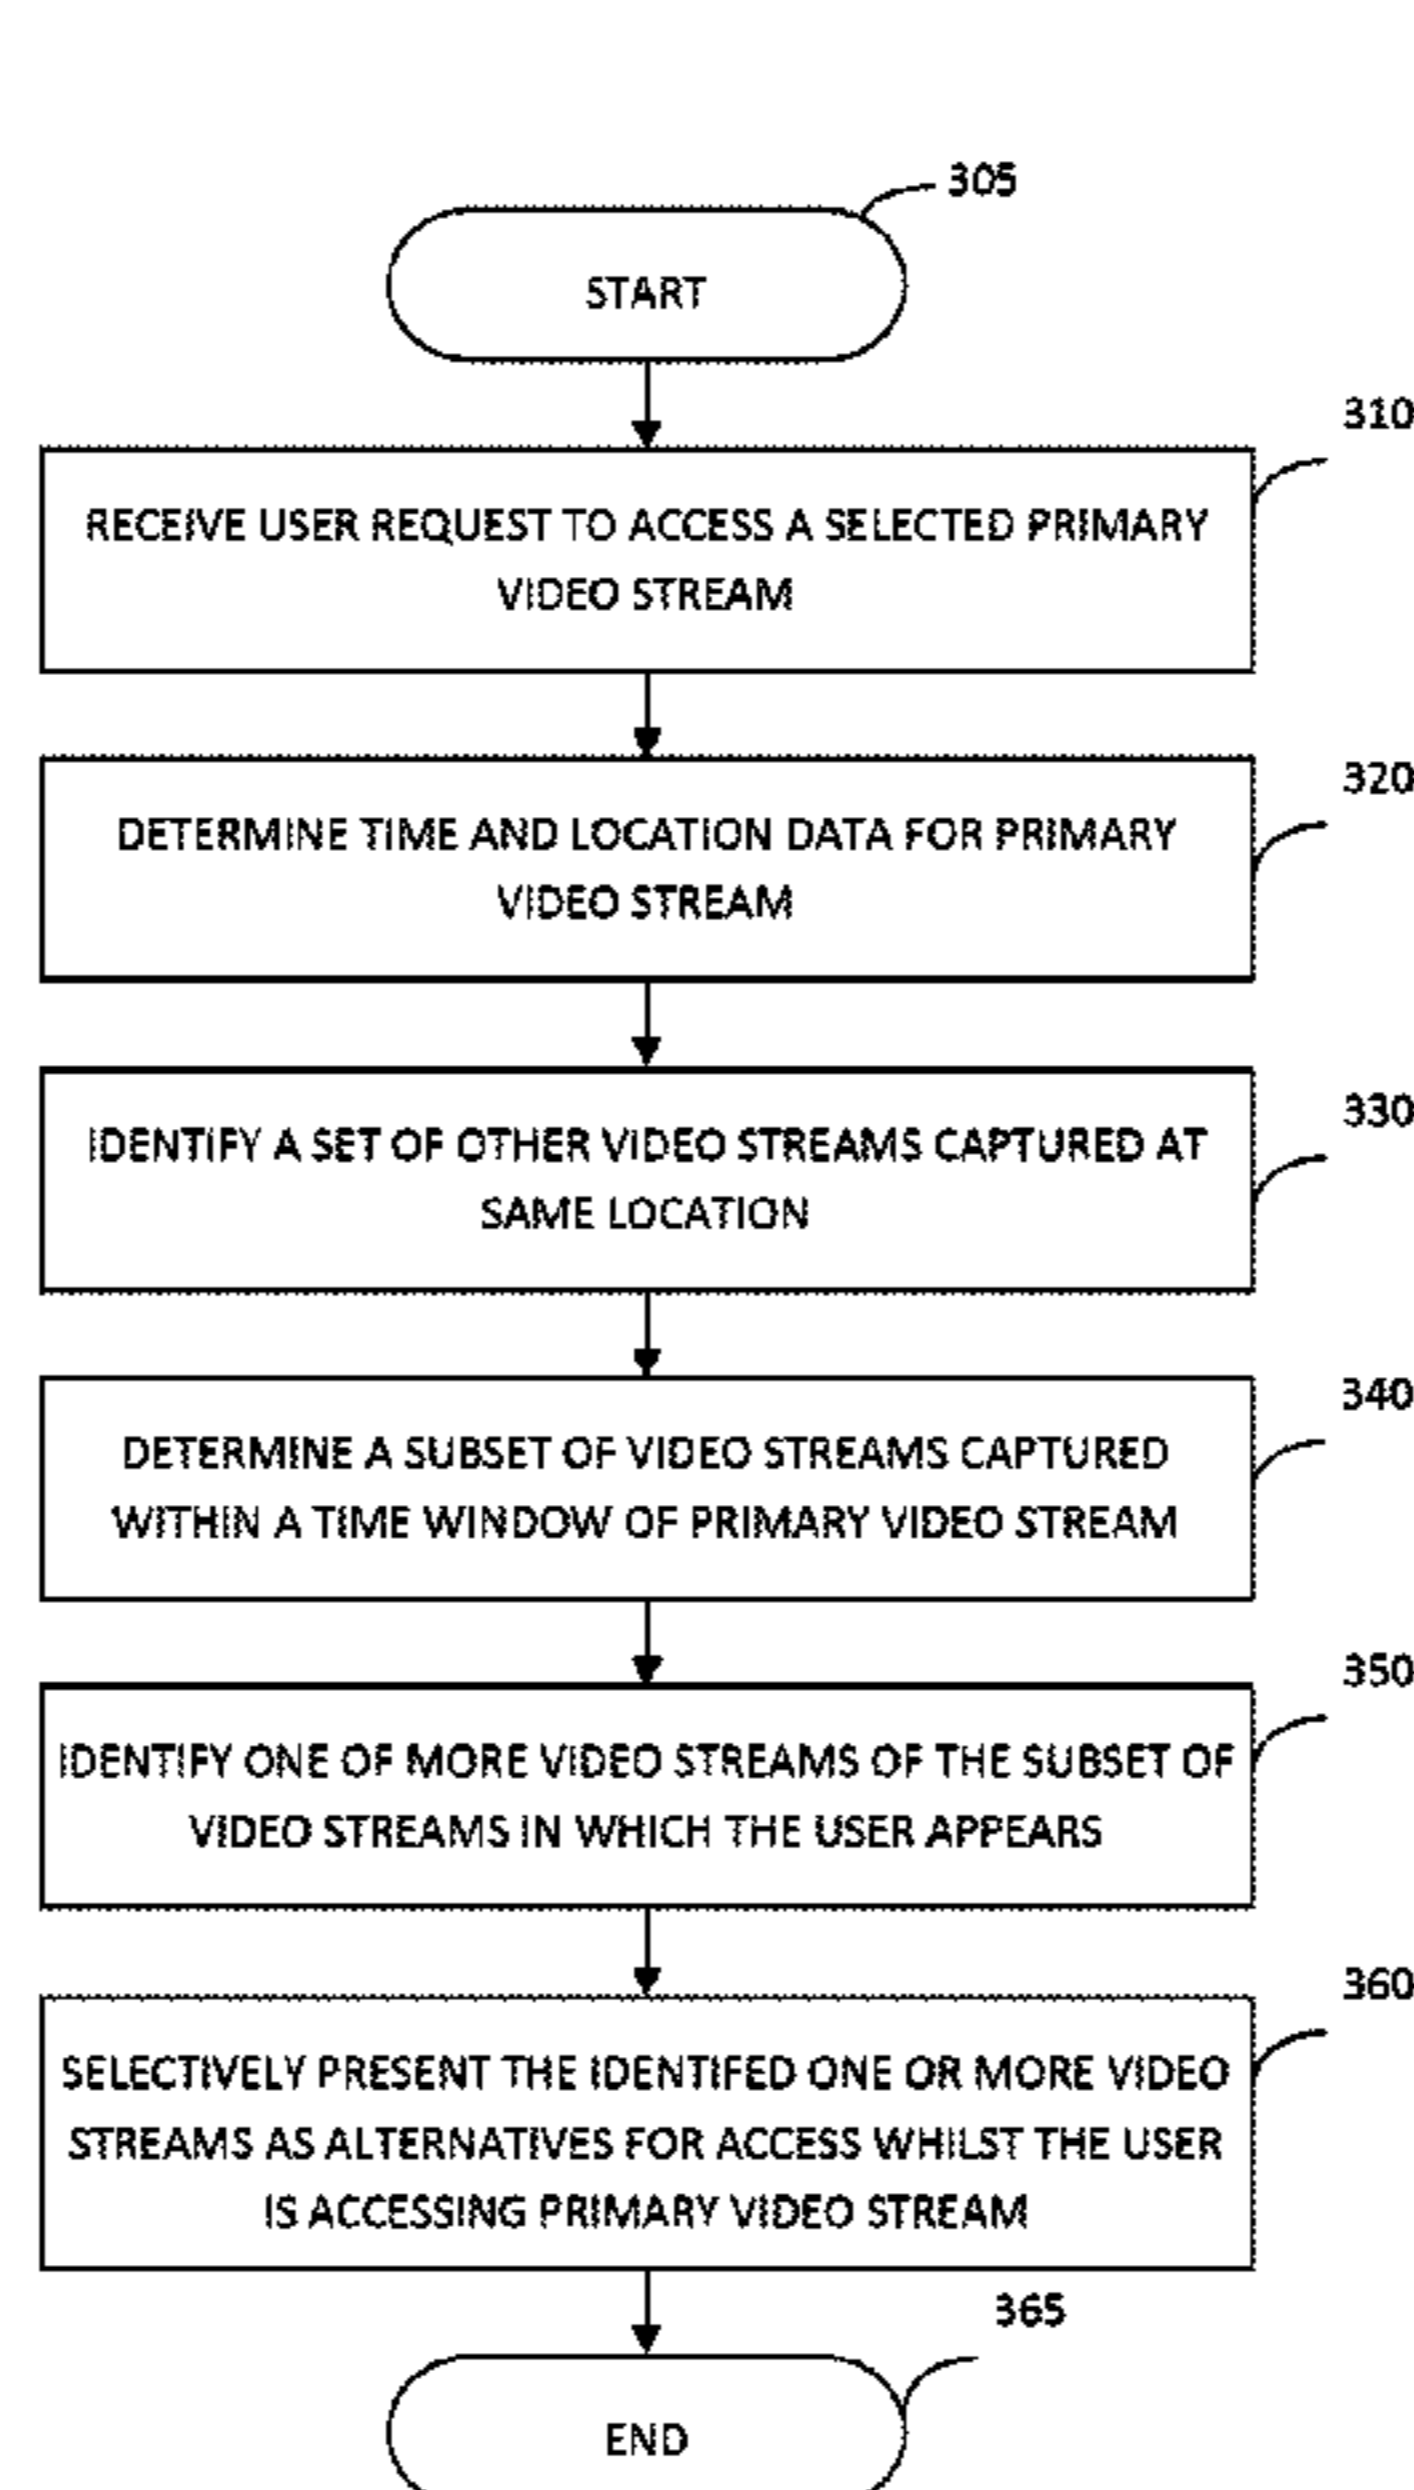 305
START
310
RECEIVE USER REQUEST TO ACCESS A SELECTED PRIMARY
VIDEO STREAM
320
DETERMINE TIME AND LOCATION DATA FOR PRIMARY
VIDEO STREAM
330
IDENTIFY A SET OF OTHER VIDEO STREAMS CAPTURED AT
SAME LOCATION
340
DETERMINE A SUBSET OF VIDEO STREAMS CAPTURED
WITHIN A TIME WINDOW OF PRIMARY VIDEO STREAM
350
IDENTIFY ONE OF MORE VIDEO STREAMS OF THE SUBSET OF
VIDEO STREAMS IN WHICH THE USER APPEARS
360
SELECTIVELY PRESENT THE IDENTIFED ONE OR MORE VIDEO
STREAMS AS ALTERNATIVES FOR ACCESS WHILST THE USER
IS ACCESSING PRIMARY VIDEO STREAM
365
END